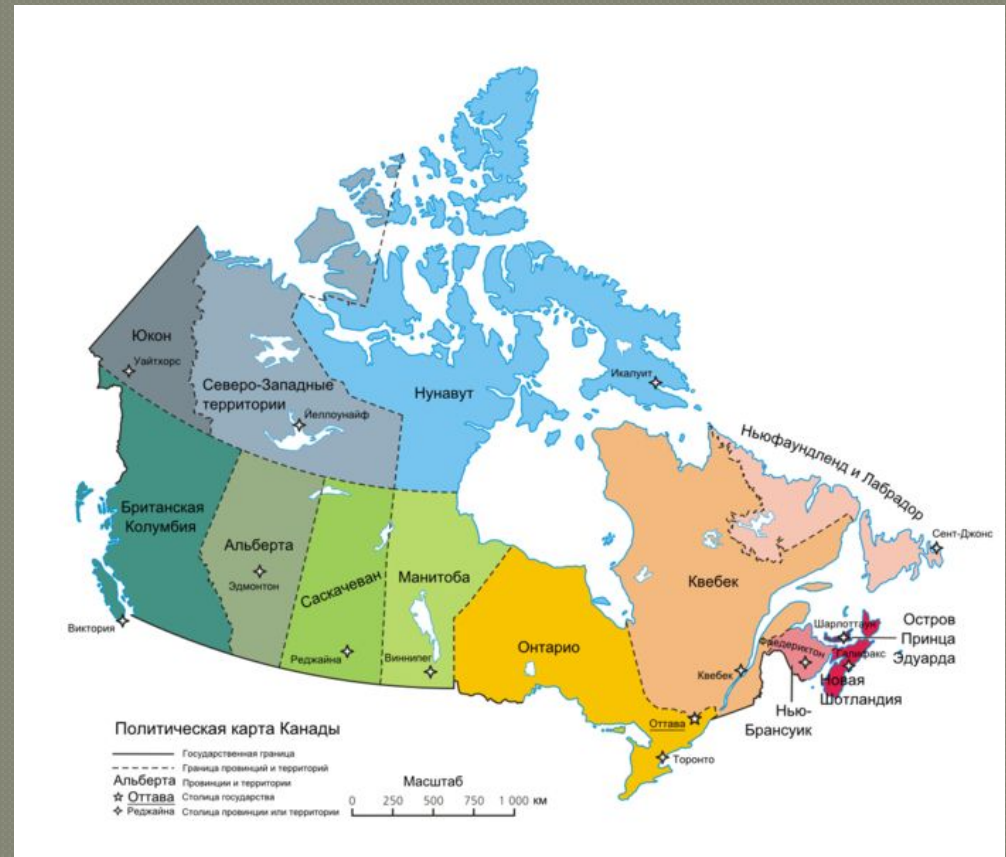 Юкон
Уайтхорс
Северо-Западные
территории
Йеллоунайф
Нунавут
Икалуит
Ньюфаундленд и Лабрадор
Сент-Джонс
Британская
Колумбия
Альберта
Эдмонтон
Саскачеван
Манитоба
Квебек
Виктория
Реджайна
Виннипег
Онтарио
Квебек
Шарлоттаун
Остров
Принца
Эдуарда
Фредериктон
Галифакс
Новая
Шотландия
Нью-
Брансуик
Оттава
Торонто
Политическая карта Канады
Государственная граница
Граница провинций и территорий
Альберта Провинции и территории
Оттава Столица государства
Реджайна Столица провинции или территории
Масштаб
0 250 500 750 1 000 км